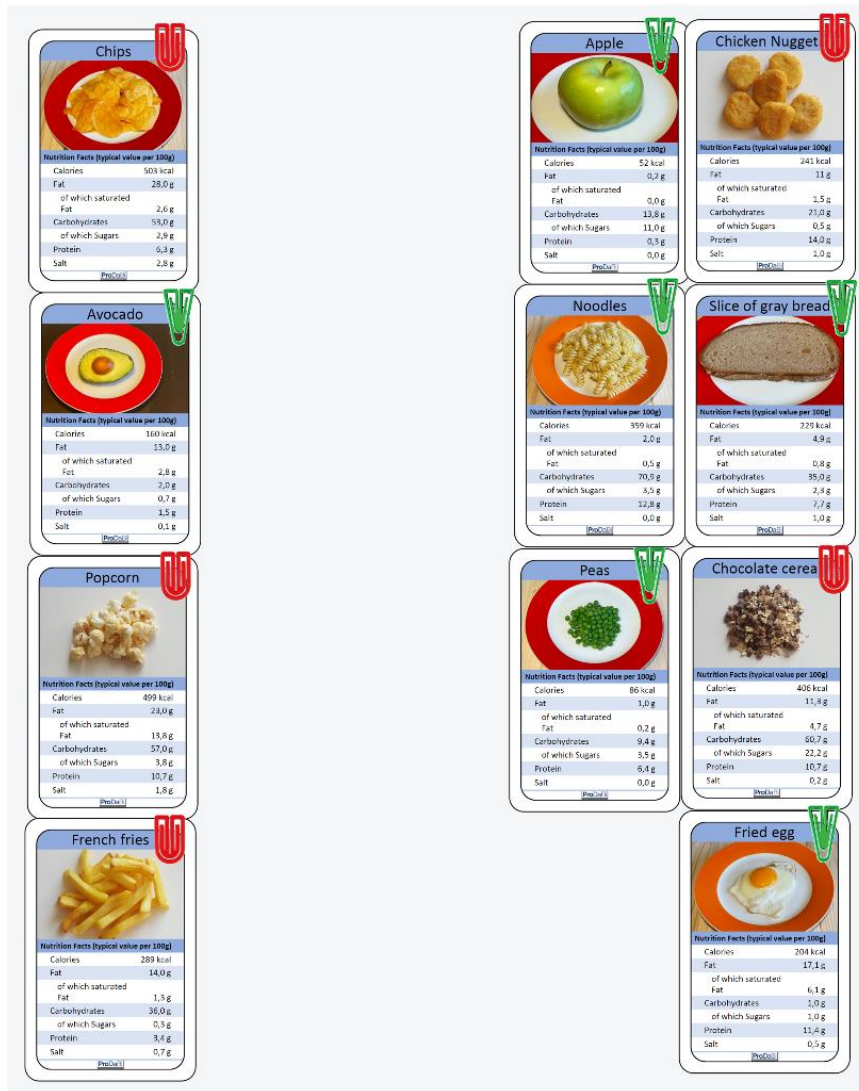 Chips
Nutrition Facts (typical value per 100g)
Calories 503 kcal
Fat 28,0 g
of which saturated
Fat 2,6 g
Carbohydrates 53,0 g
of which Sugars 2,9 g
Protein 6,3 g
Salt 2,8 g
ProDaBi
Avocado
Nutrition Facts (typical value per 100g)
Calories 160 kcal
Fat 13,0 g
of which saturated
Fat 2,8 g
Carbohydrates 2,0 g
of which Sugars 0,7 g
Protein 1,5 g
Salt 0,1 g
ProDaBi
Popcorn
Nutrition Facts (typical value per 100g)
Calories 499 kcal
Fat 23,0 g
of which saturated
Fat 13,8 g
Carbohydrates 57,0 g
of which Sugars 3,8 g
Protein 10,7 g
Salt 1,8 g
ProDaBi
French fries
Nutrition Facts (typical value per 100g)
Calories 289 kcal
Fat 14,0 g
of which saturated
Fat 1,3 g
Carbohydrates 36,0 g
of which Sugars 0,3 g
Protein 3,4 g
Salt 0,7 g
ProDaBi
Apple
Nutrition Facts (typical value per 100g)
Calories 52 kcal
Fat 0,2 g
of which saturated
Fat 0,0 g
Carbohydrates 13,8 g
of which Sugars 11,0 g
Protein 0,3 g
Salt 0,0 g
ProDaBi
Noodles
Nutrition Facts (typical value per 100g)
Calories 359 kcal
Fat 2,0 g
of which saturated
Fat 0,5 g
Carbohydrates 70,9 g
of which Sugars 3,5 g
Protein 12,8 g
Salt 0,0 g
ProDaBi
Peas
Nutrition Facts (typical value per 100g)
Calories 86 kcal
Fat 1,0 g
of which saturated
Fat 0,2 g
Carbohydrates 9,4 g
of which Sugars 3,5 g
Protein 6,4 g
Salt 0,0 g
ProDaBi
Chicken Nugget
Nutrition Facts (typical value per 100g)
Calories 241 kcal
Fat 11 g
of which saturated
Fat 1,5 g
Carbohydrates 21,0 g
of which Sugars 0,5 g
Protein 14,0 g
Salt 1,0 g
ProDaBi
Slice of gray bread
Nutrition Facts (typical value per 100g)
Calories 229 kcal
Fat 4,9 g
of which saturated
Fat 0,8 g
Carbohydrates 35,0 g
of which Sugars 2,3 g
Protein 7,7 g
Salt 1,0 g
ProDaBi
Chocolate cerea
Nutrition Facts (typical value per 100g)
Calories 406 kcal
Fat 11,3 g
of which saturated
Fat 4,7 g
Carbohydrates 60,7 g
of which Sugars 22,2 g
Protein 10,7 g
Salt 0,2 g
ProDaBi
Fried egg
Nutrition Facts (typical value per 100g)
Calories 204 kcal
Fat 17,1 g
of which saturated
Fat 6,1 g
Carbohydrates 1,0 g
of which Sugars 1,0 g
Protein 11,4 g
Salt 0,5 g
ProDaBi